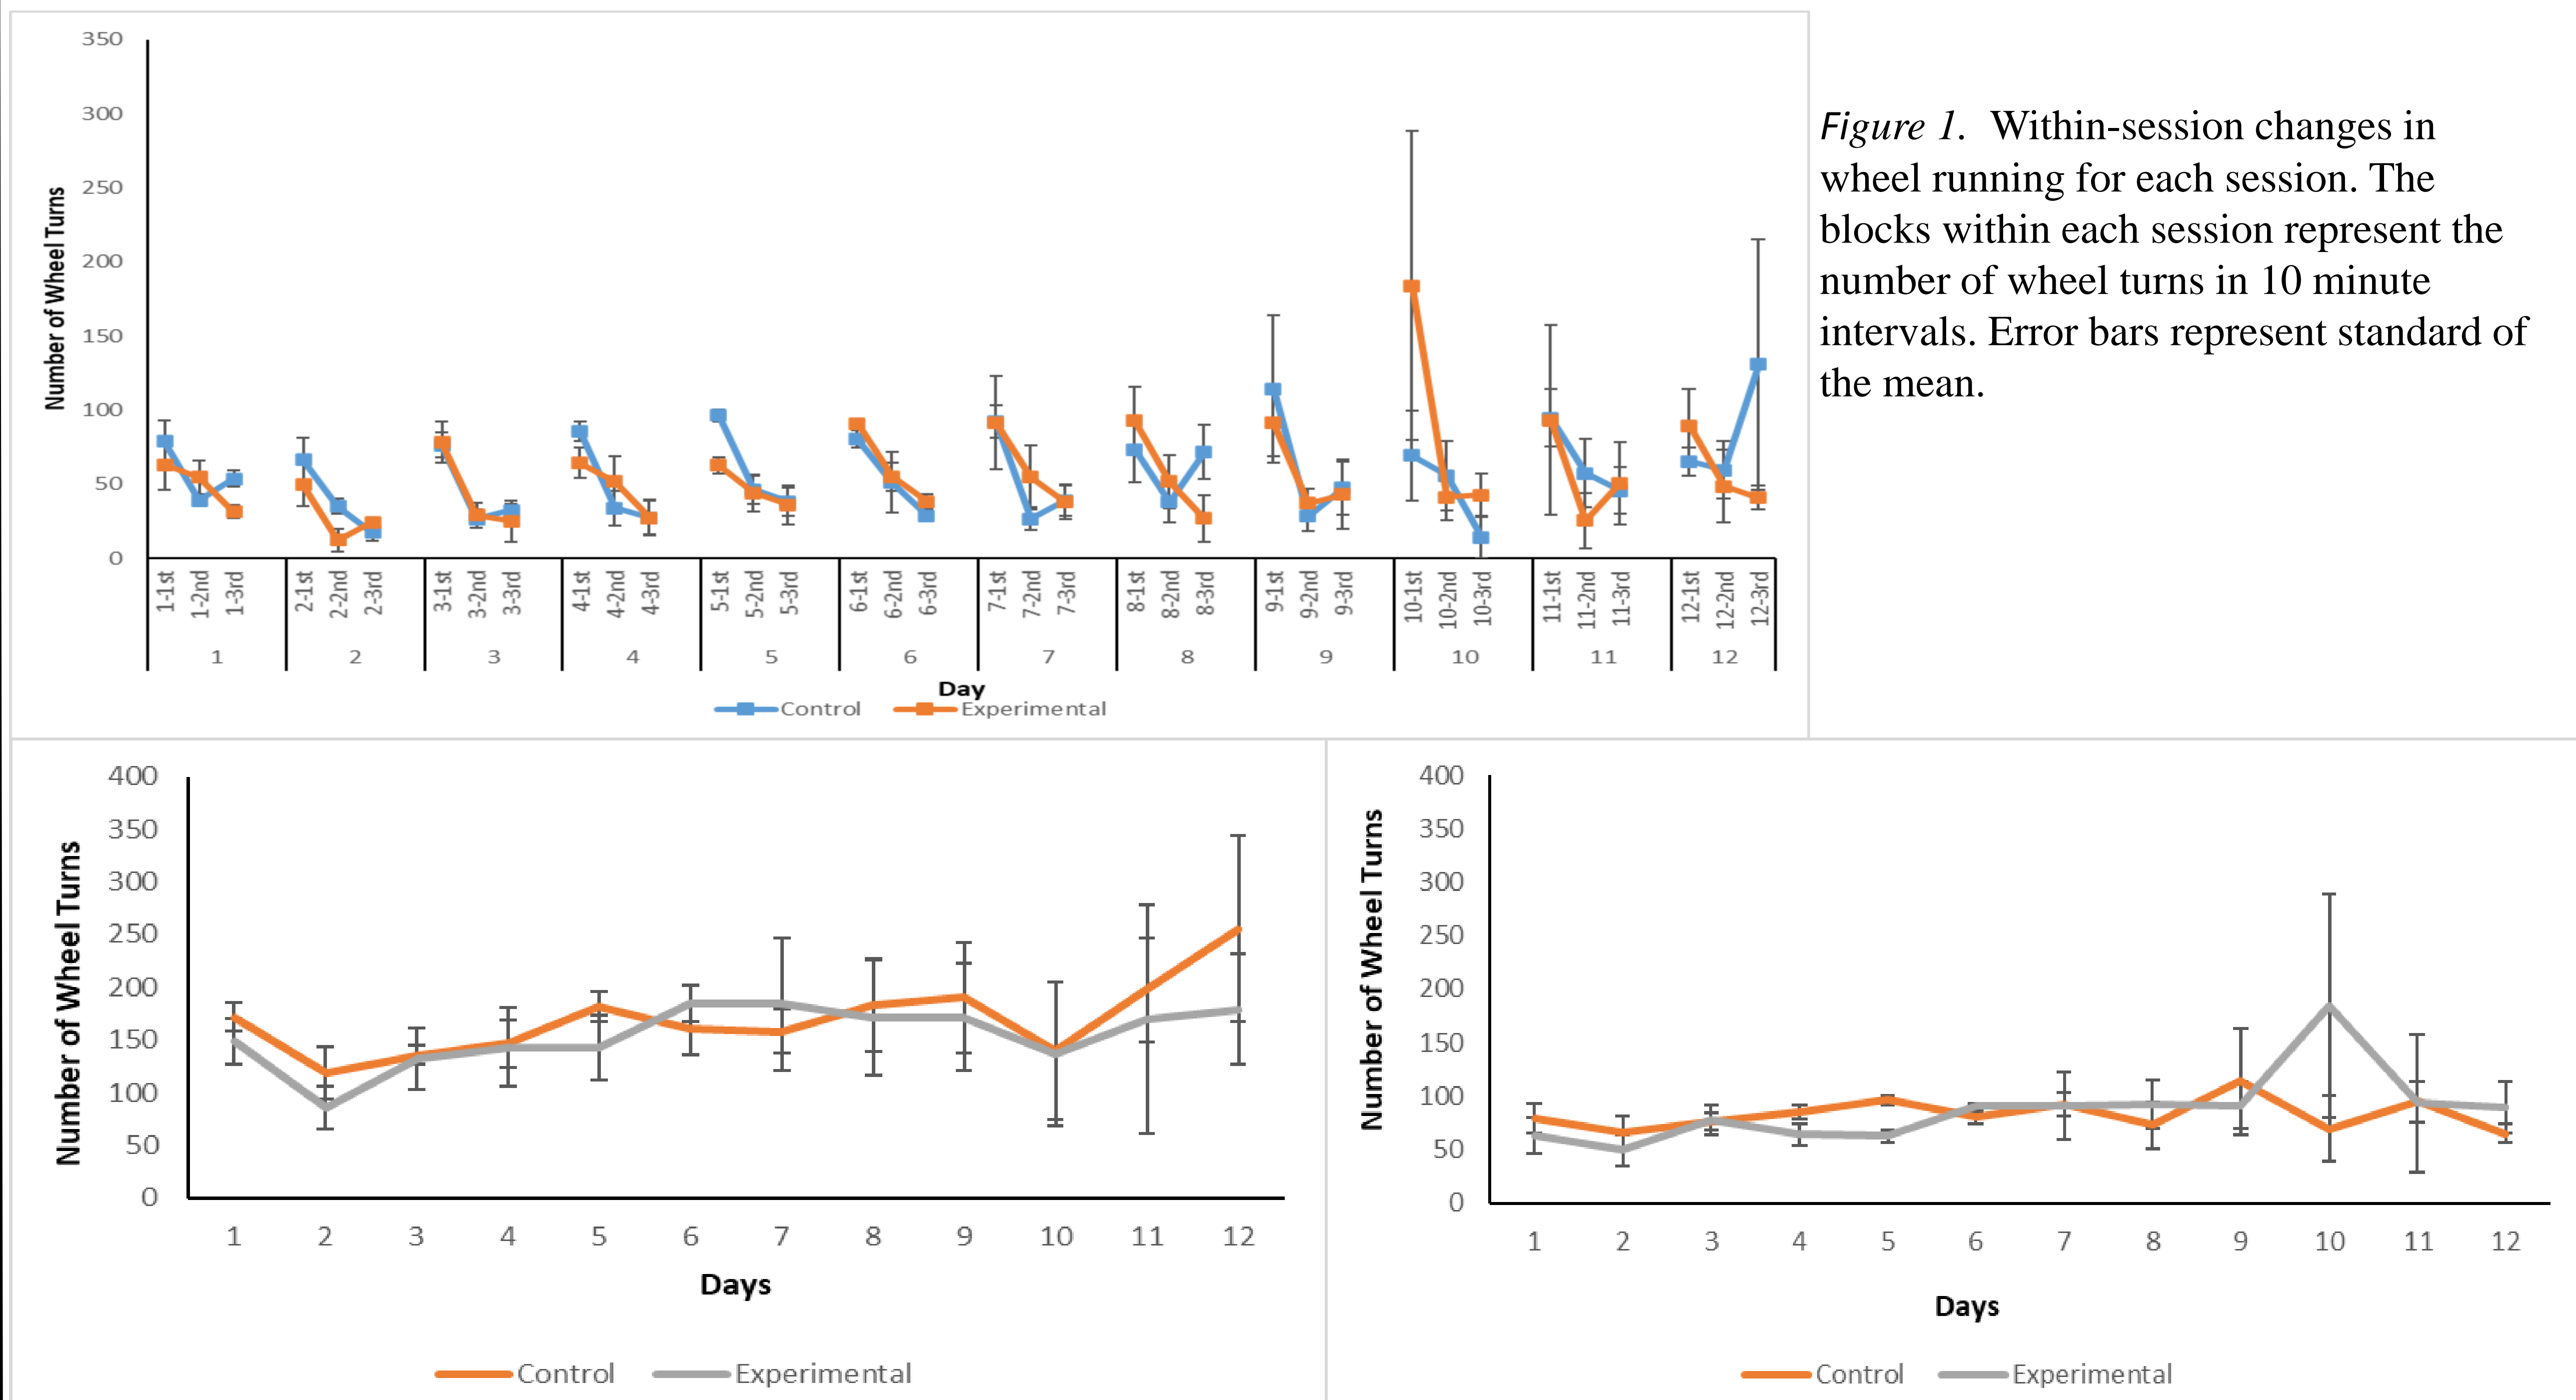 350
300
250
200
150
100
50
0
Number of Wheel Turns
1-1st 1-2nd 1-3rd 2-1st 2-2nd 2-3rd 3-1st 3-2nd 3-3rd 4-1st 4-2nd 4-3rd 5-1st 5-2nd 5-3rd 6-1st 6-2nd 6-3rd 7-1st 7-2nd 7-3rd 8-1st 8-2nd 8-3rd 9-1st 9-2nd 9-3rd 10-1st 10-2nd 10-3rd 11-1st 11-2nd 11-3rd 12-1st 12-2nd 12-3rd
1 2 3 4 5 6 7 8 9 10 11 12
Day
Control Experimental
Figure 1. Within-session changes in
wheel running for each session. The
blocks within each session represent the
number of wheel turns in 10 minute
intervals. Error bars represent standard of
the mean.
400
350
300
250
200
150
100
50
0
Number of Wheel Turns
1 2 3 4 5 6 7 8 9 10 11 12
Days
Control Experimental
400
350
300
250
200
150
100
50
0
Number of Wheel Turns
1 2 3 4 5 6 7 8 9 10 11 12
Days
Control Experimental